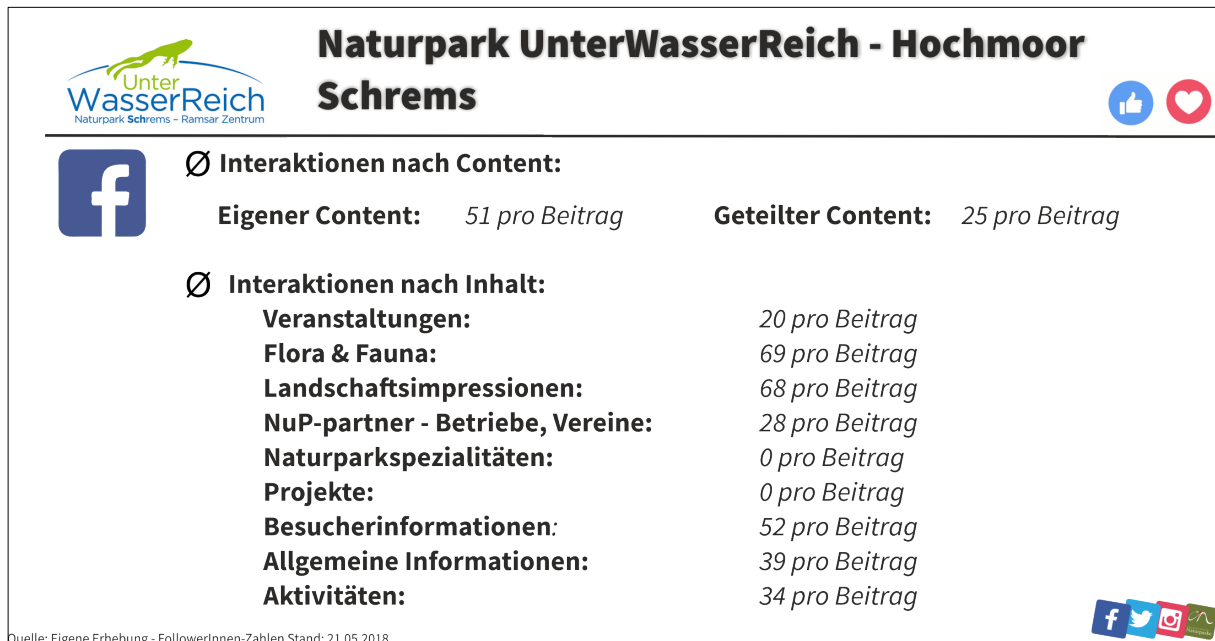 Naturpark UnterWasserReich - Hochmoor
Schrems
Unter
WasserReich
Naturpark Schrems – Ramsar Zentrum
Ø Interaktionen nach Content:
Eigener Content: 51 pro Beitrag Geteilter Content: 25 pro Beitrag
Ø Interaktionen nach Inhalt:
Veranstaltungen: 20 pro Beitrag
Flora & Fauna: 69 pro Beitrag
Landschaftsimpressionen: 68 pro Beitrag
NuP-partner - Betriebe, Vereine: 28 pro Beitrag
Naturparkspezialitäten: 0 pro Beitrag
Projekte: 0 pro Beitrag
Besucherinformationen: 52 pro Beitrag
Allgemeine Informationen: 39 pro Beitrag
Aktivitäten: 34 pro Beitrag
Quelle: Eigene Erhebung - FollowerInnen-Zahlen Stand: 21.05.2018